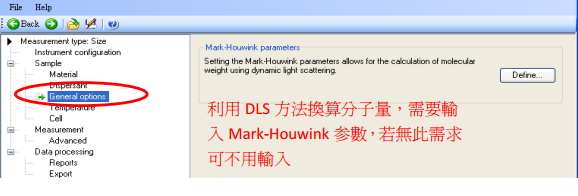 File Help
Back
Measurement type: Size
Instrument configuration
Sample
Material
Dispersant
General options
Temperature
Cell
Measurement
Advanced
Data processing
Reports
Export
Mark-Houwink parameters
Setting the Mark-Houwink parameters allows for the calculation of molecular
weight using dynamic light scattering.
Define...
利用 DLS 方法換算分子量，需要輸
入 Mark-Houwink 參數，若無此需求
可不用輸入